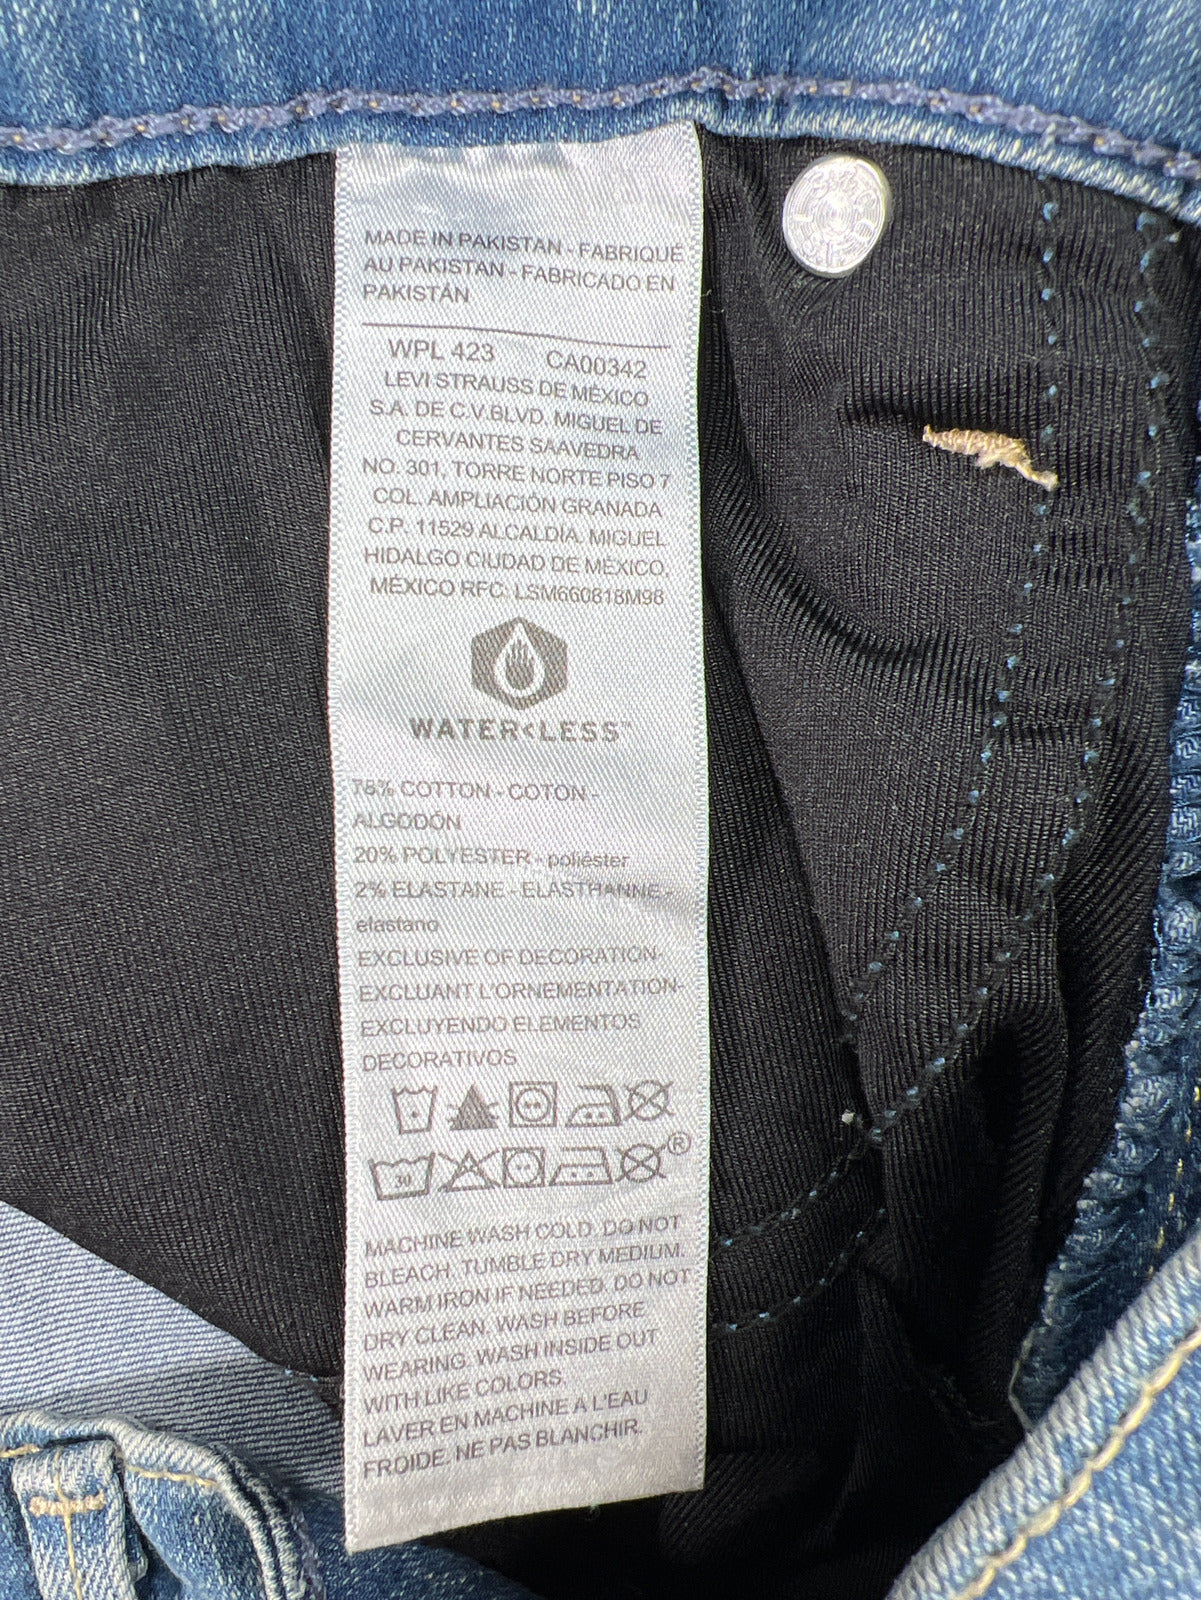 MADE IN PAKISTAN - FABRIQUÉ
AU PAKISTAN - FABRICADO EN
PAKISTÁN
WPL 423 CA00342
LEVI STRAUSS DE MÉXICO
S.A. DE C.V.BLVD. MIGUEL DE
CERVANTES SAAVEDRA
NO. 301, TORRE NORTE PISO 7
COL. AMPLIACIÓN GRANADA
C.P. 11529 ALCALDÍA. MIGUEL
HIDALGO CIUDAD DE MÉXICO,
MÉXICO RFC: LSM660818M98
WATER<LESS™
78% COTTON - COTON -
ALGODÓN
20% POLYESTER - poliéster
2% ELASTANE - ELASTHANNE -
elastano
EXCLUSIVE OF DECORATION-
EXCLUANT L'ORNEMENTATION-
EXCLUYENDO ELEMENTOS
DECORATIVOS
30 ®
MACHINE WASH COLD. DO NOT
BLEACH. TUMBLE DRY MEDIUM.
WARM IRON IF NEEDED. DO NOT
DRY CLEAN. WASH BEFORE
WEARING. WASH INSIDE OUT
WITH LIKE COLORS.
LAVER EN MACHINE A L'EAU
FROIDE. NE PAS BLANCHIR.